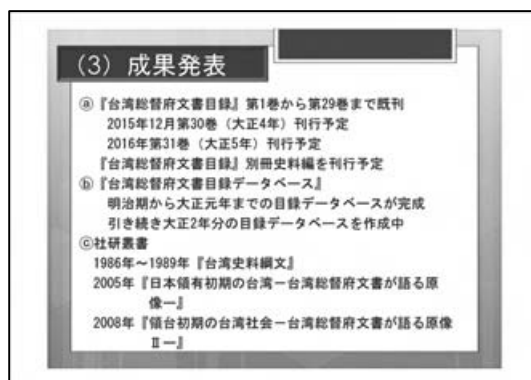 （3）成果発表
ⓐ『台湾総督府文書目録』第1巻から第29巻まで既刊
2015年12月第30巻（大正4年）刊行予定
2016年第31巻（大正5年）刊行予定
『台湾総督府文書目録』別冊史料編を刊行予定
ⓑ『台湾総督府文書目録データベース』
明治期から大正元年までの目録データベースが完成
引き続き大正2年分の目録データベースを作成中
ⓒ社研叢書
1986年～1989年『台湾史料綱文』
2005年『日本領有初期の台湾－台湾総督府文書が語る原
像－』
2008年『領台初期の台湾社会－台湾総督府文書が語る原像
Ⅱ－』